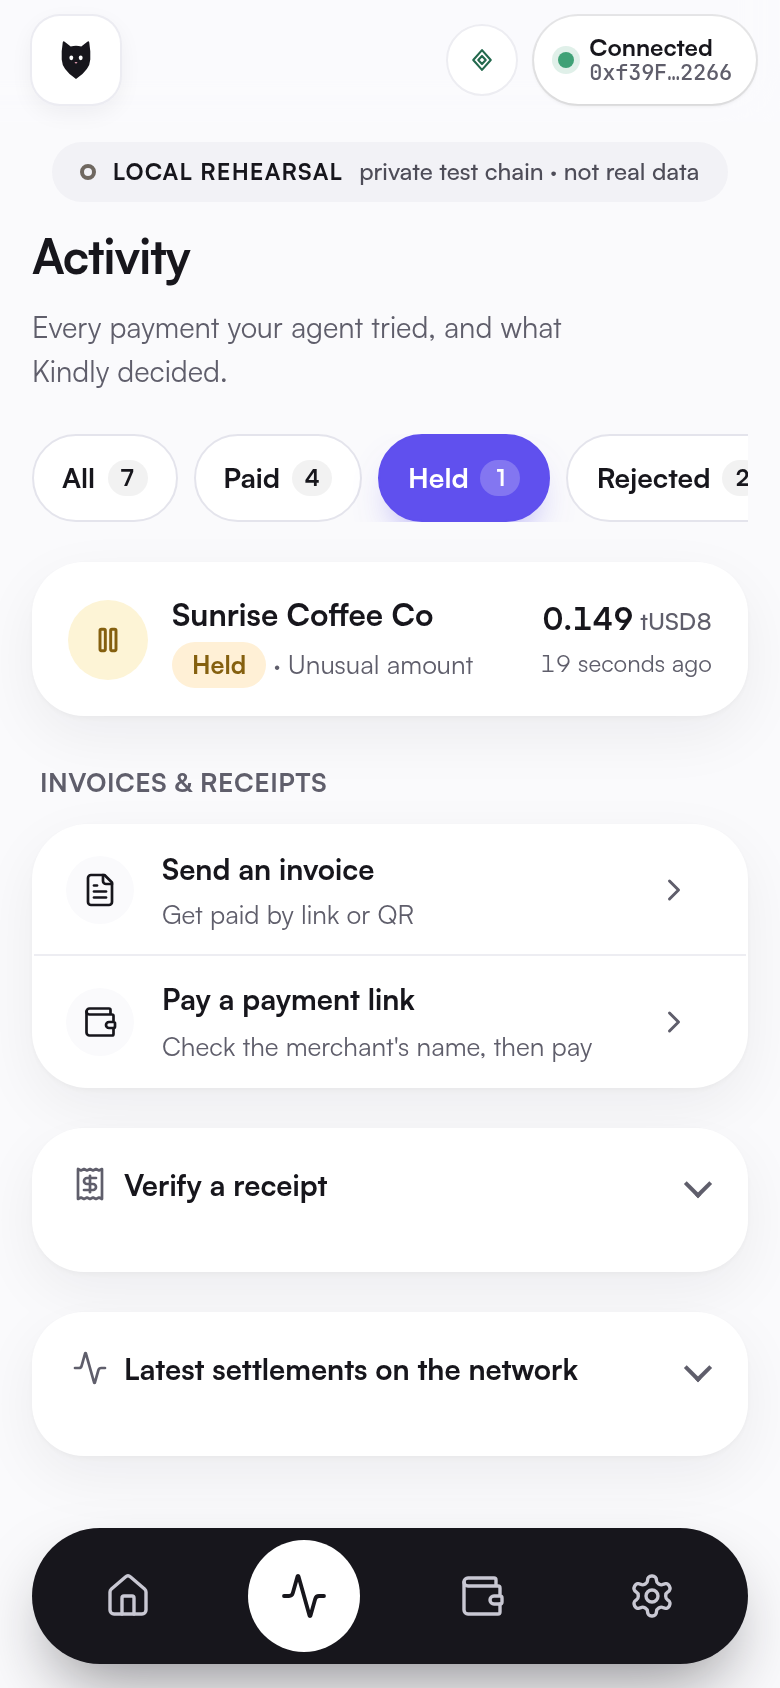 Connected
0xf39F…2266
LOCAL REHEARSAL private test chain · not real data
Activity
Every payment your agent tried, and what
Kindly decided.
All 7 Paid 4 Held 1 Rejected 2
Sunrise Coffee Co 0.149 tUSD8
Held · Unusual amount 19 seconds ago
INVOICES & RECEIPTS
Send an invoice
Get paid by link or QR
Pay a payment link
Check the merchant's name, then pay
Verify a receipt
Latest settlements on the network